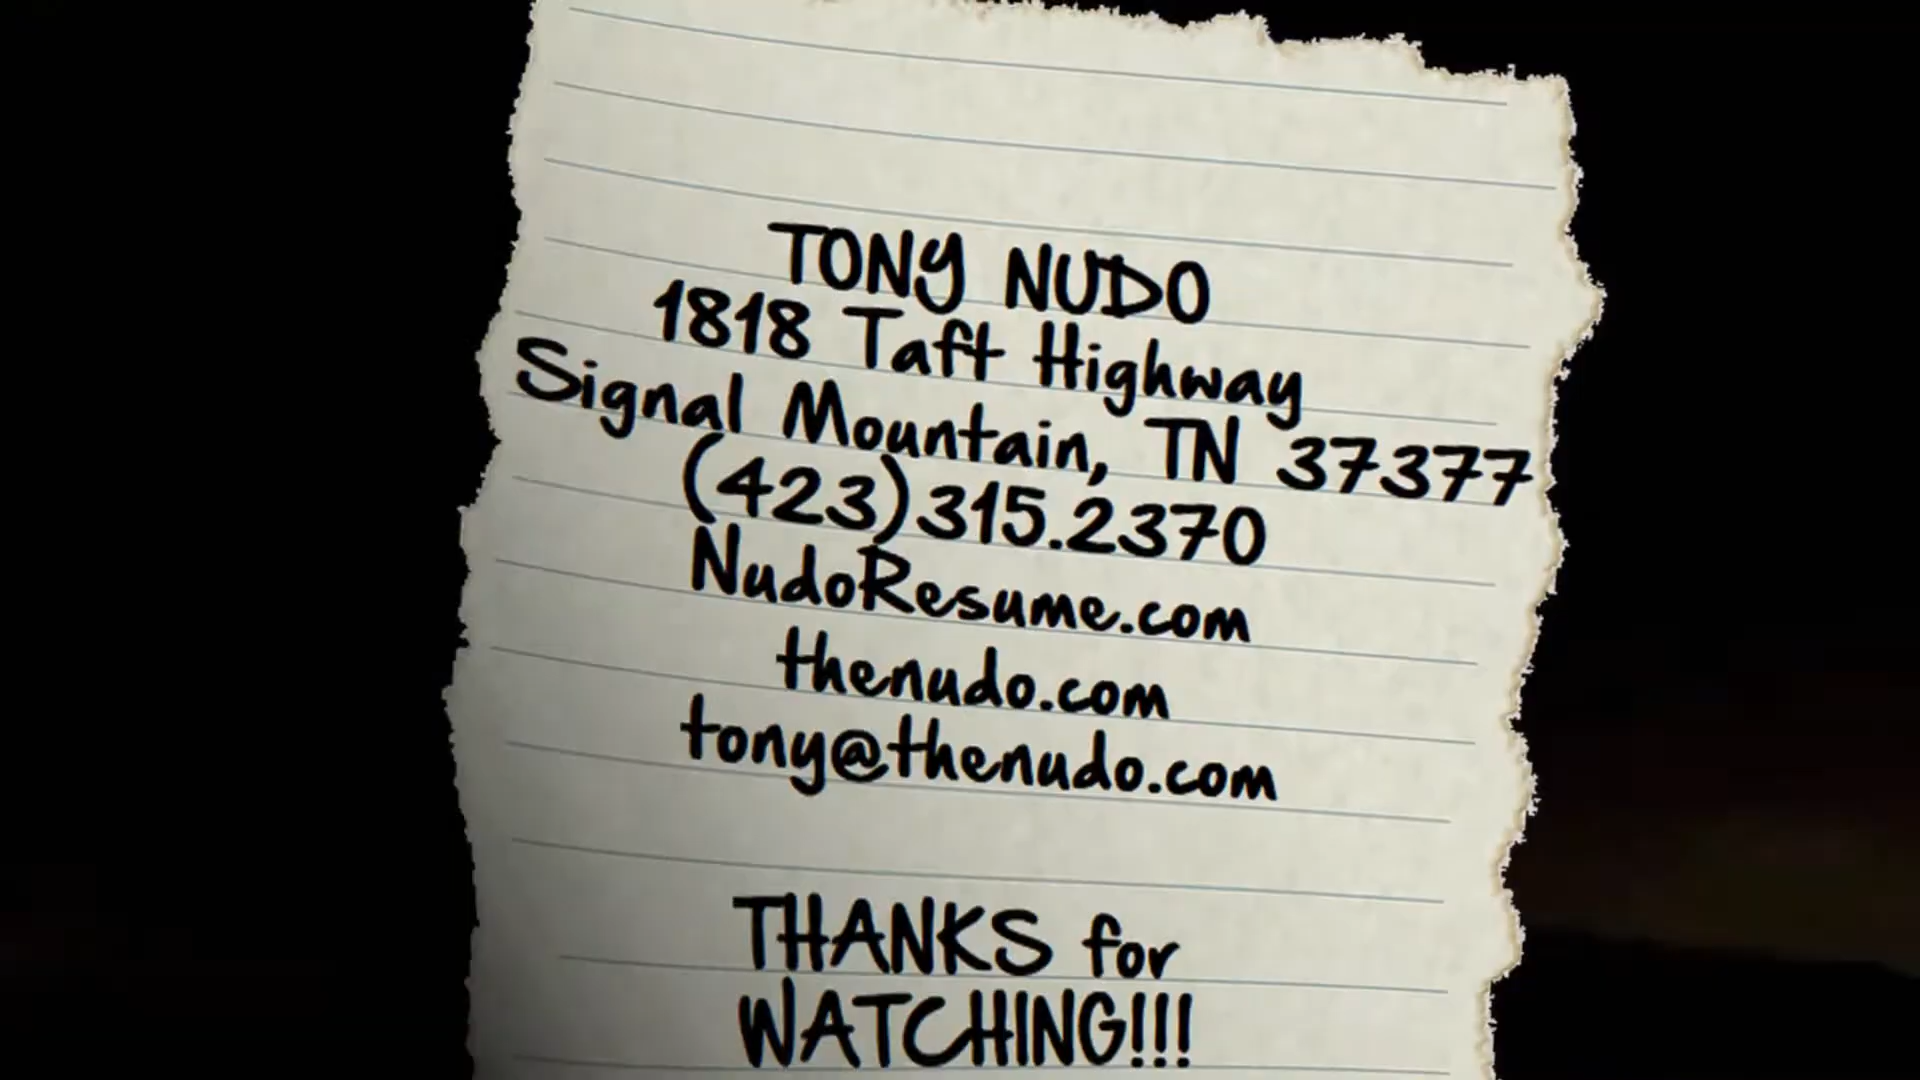 TONY NUDO
1818 Taft Highway
Signal Mountain, TN 37377
(423)315.2370
NudoResume.com
thenudo.com
tony@thenudo.com
THANKS for
WATCHING!!!